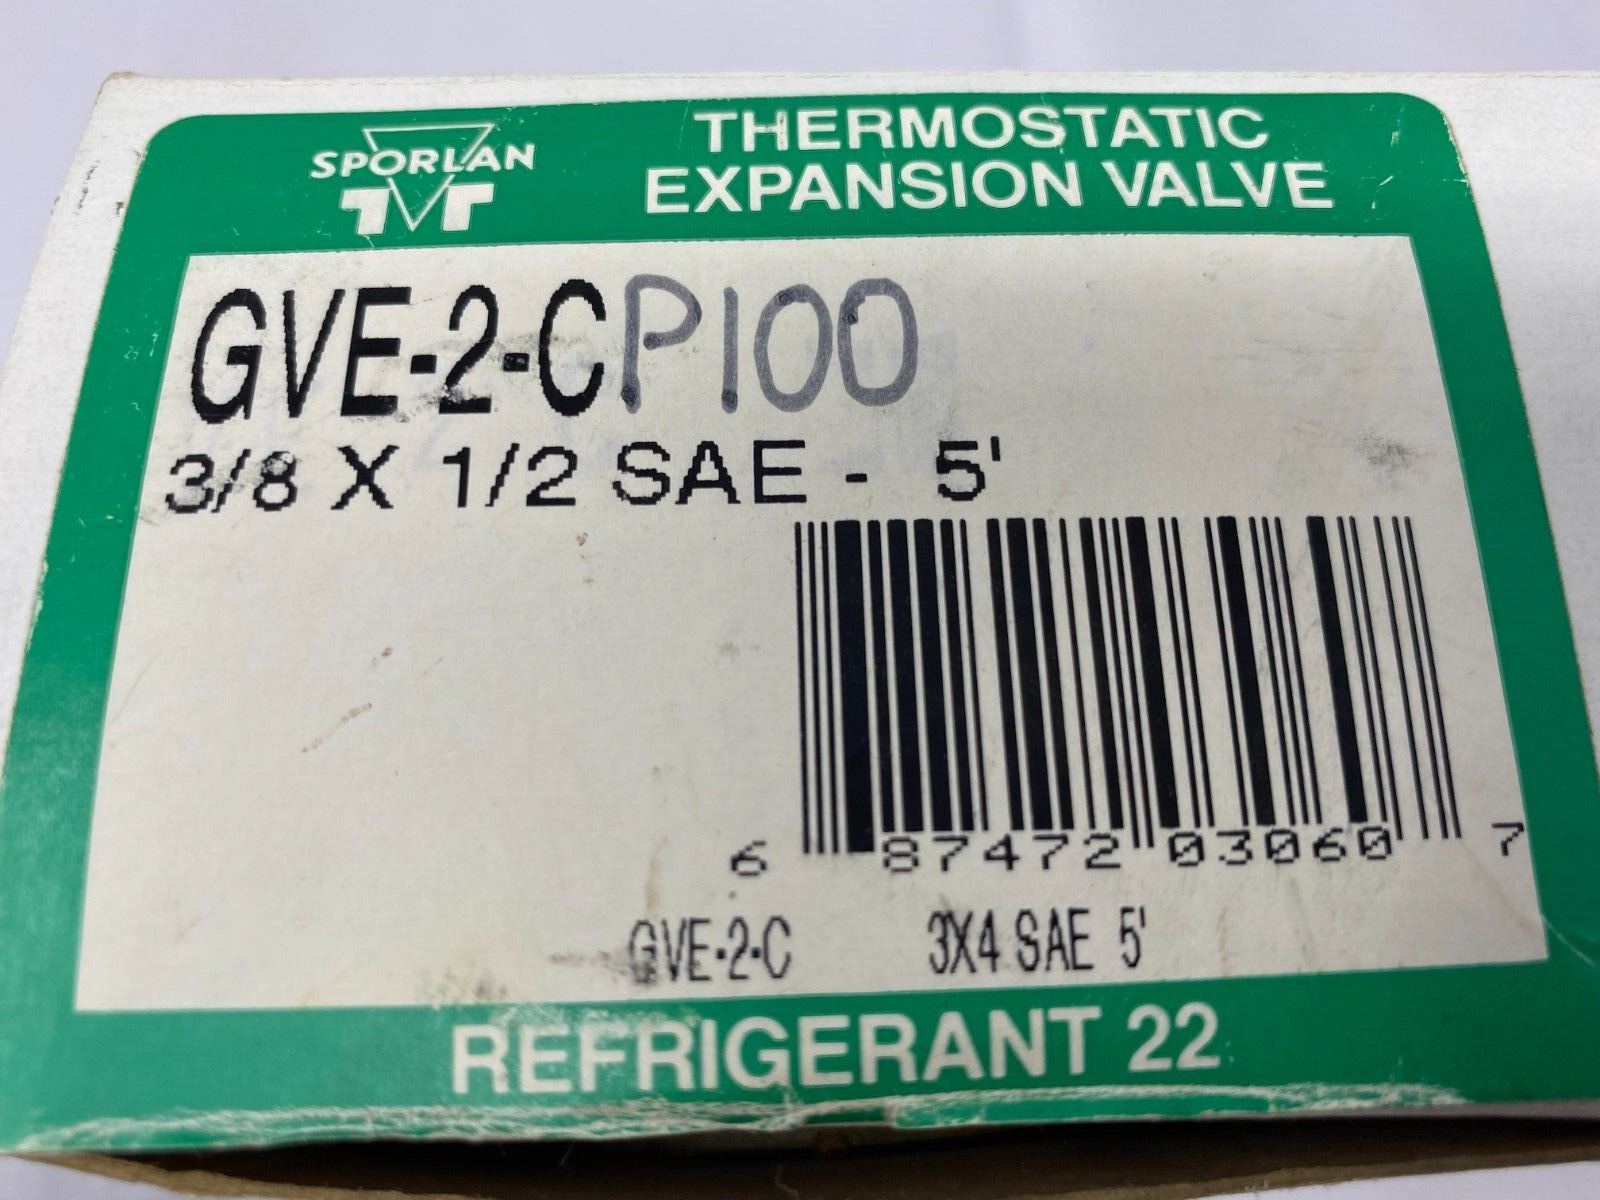 SPORLAN
THERMOSTATIC
EXPANSION VALVE
GVE-2-CP100
3/8 X 1/2 SAE - 5'
6 87472 03060 7
GVE-2-C 3X4 SAE 5'
REFRIGERANT 22